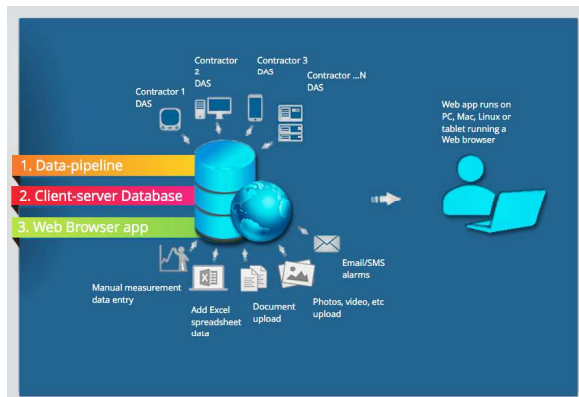 Contractor 1
DAS
Contractor
2
DAS
Contractor 3
DAS
Contractor ...N
DAS
Web app runs on
PC, Mac, Linux or
tablet running a
Web browser
1. Data-pipeline
2. Client-server Database
3. Web Browser app
Manual measurement
data entry
Add Excel
spreadsheet
data
Document
upload
Photos, video, etc
upload
Email/SMS
alarms